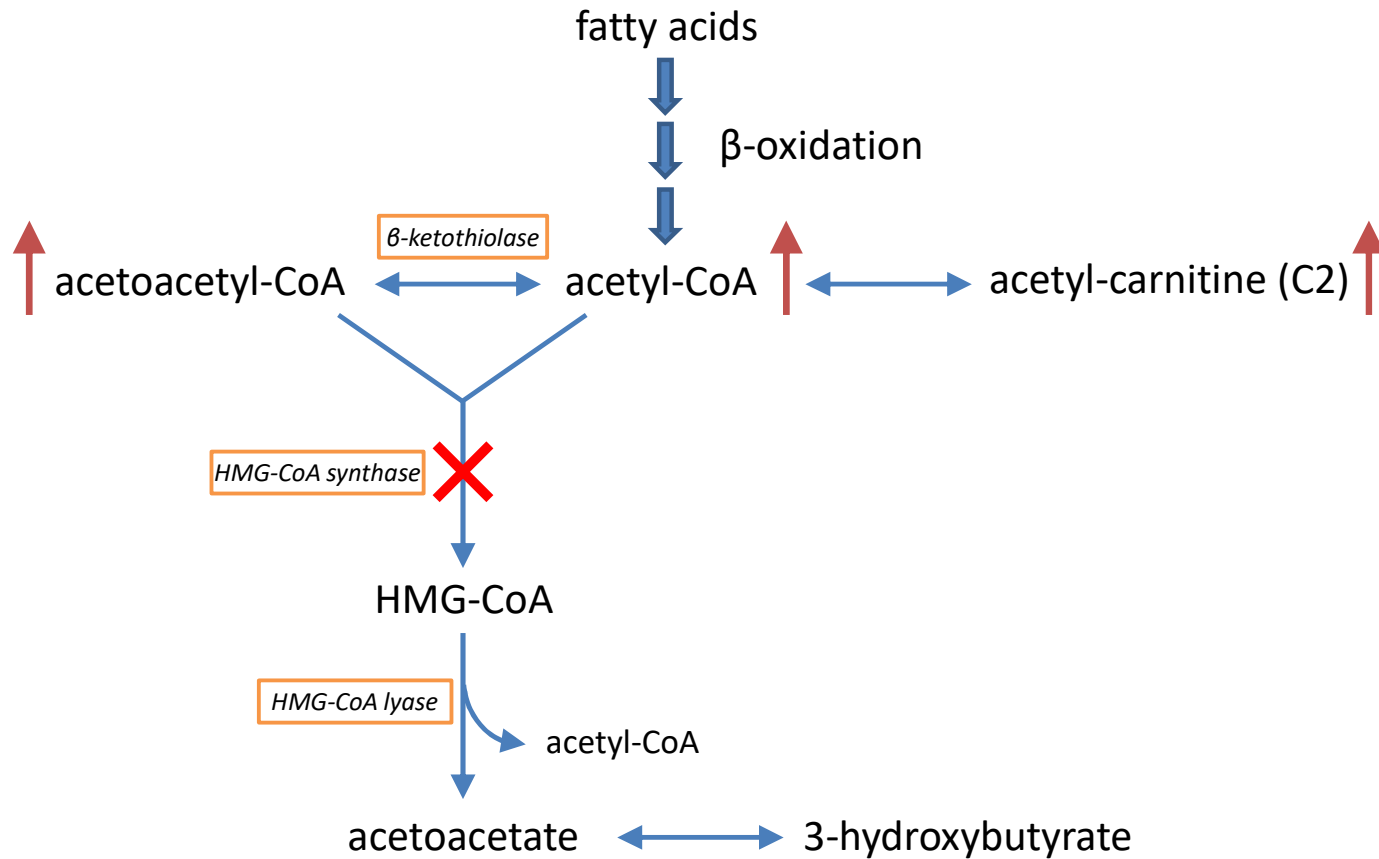 fatty acids
β-oxidation
β-ketothiolase
acetoacetyl-CoA
acetyl-CoA
acetyl-carnitine (C2)
HMG-CoA synthase
HMG-CoA
HMG-CoA lyase
acetyl-CoA
acetoacetate
3-hydroxybutyrate